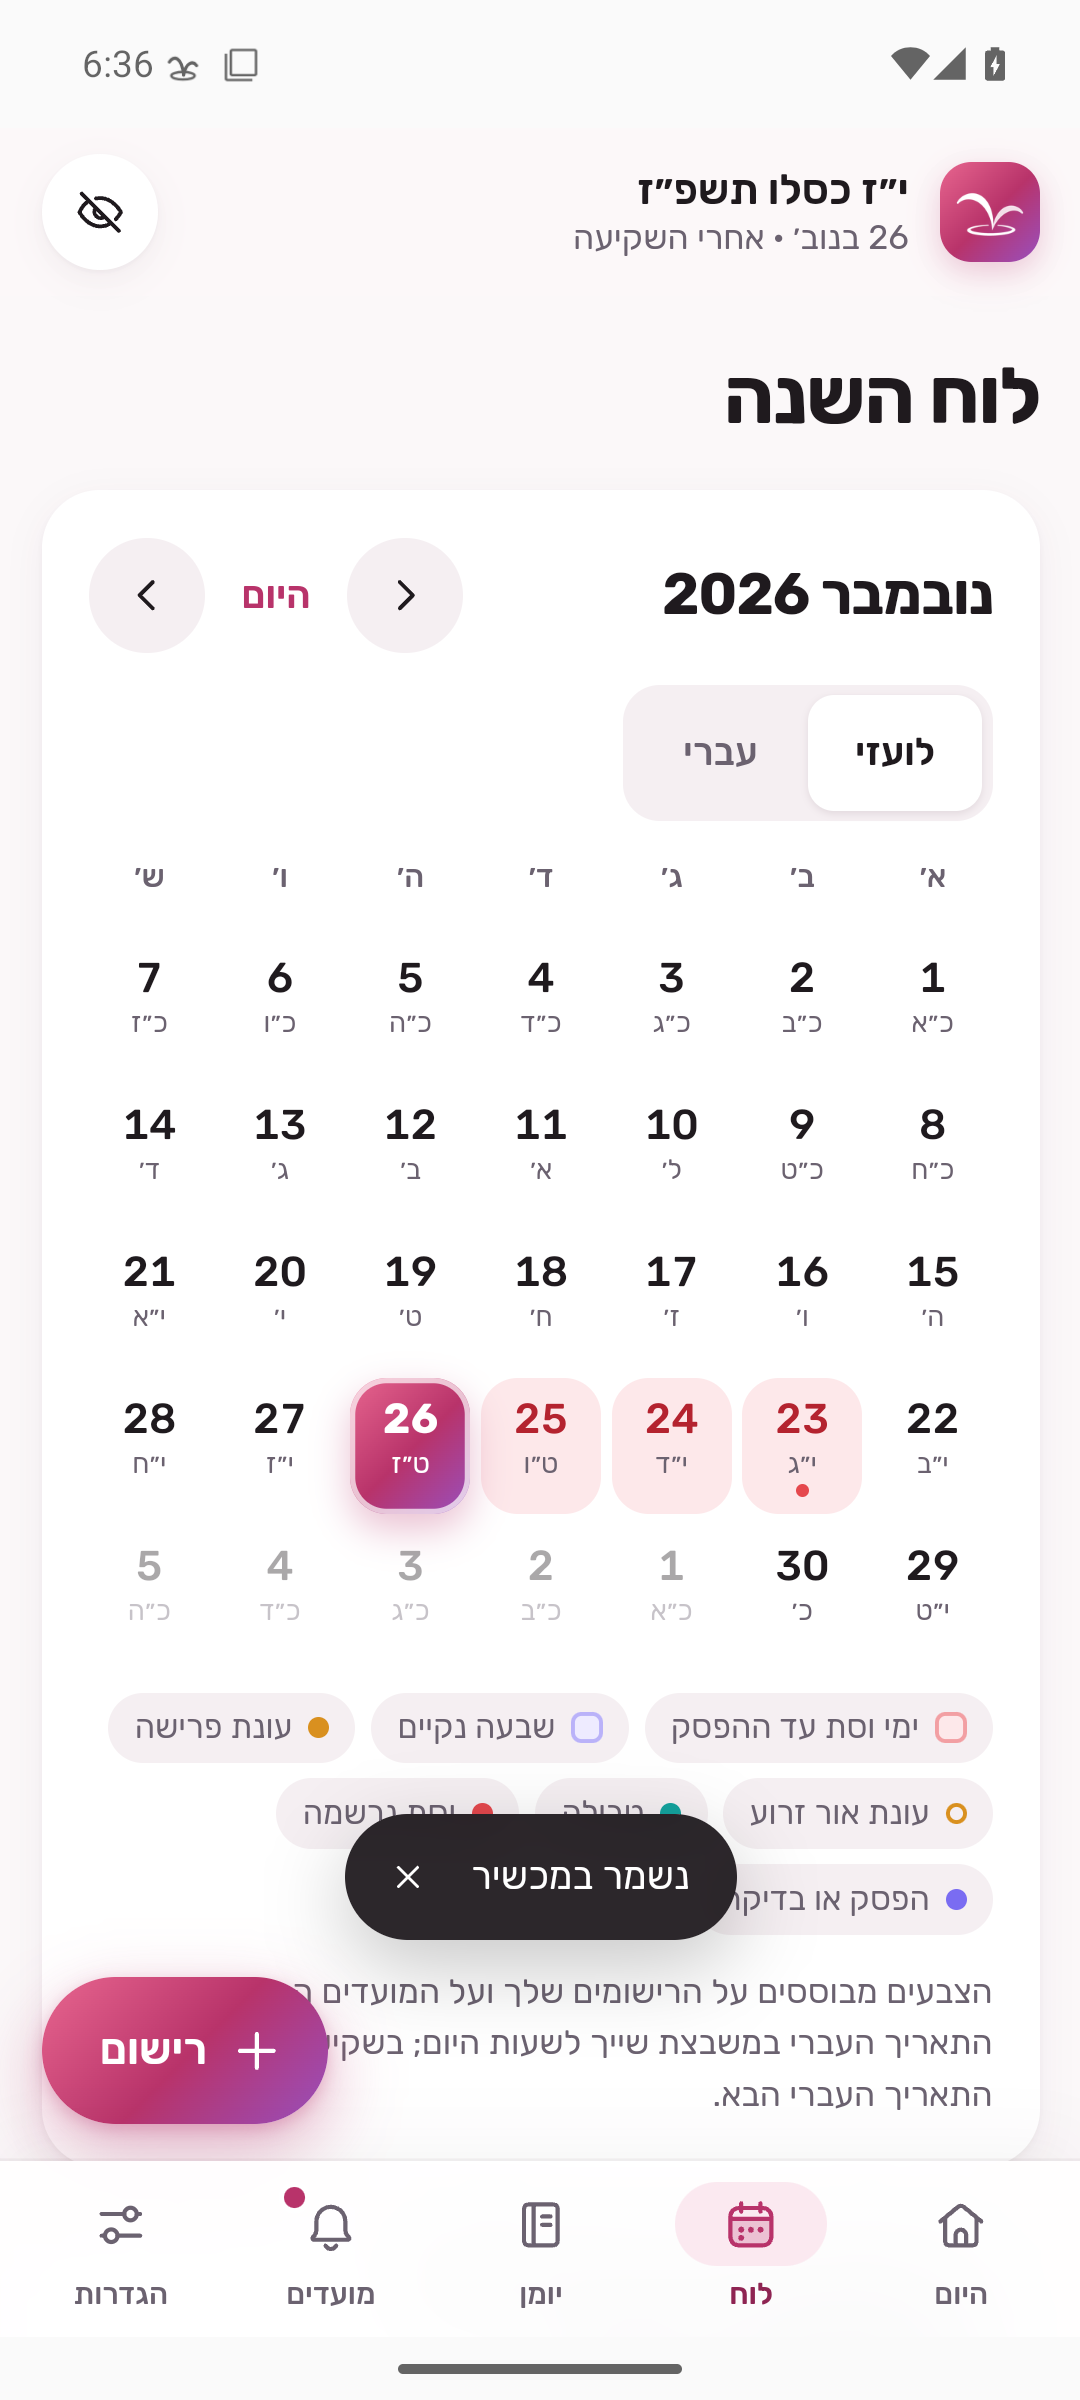 6:36
י״ז כסלו תשפ״ז
26 בנוב׳ • אחרי השקיעה
לוח השנה
נובמבר 2026
היום
לועזי עברי
א׳ ב׳ ג׳ ד׳ ה׳ ו׳ ש׳
1 2 3 4 5 6 7
כ״א כ״ב כ״ג כ״ד כ״ה כ״ו כ״ז
8 9 10 11 12 13 14
כ״ח כ״ט ל׳ א׳ ב׳ ג׳ ד׳
15 16 17 18 19 20 21
ה׳ ו׳ ז׳ ח׳ ט׳ י׳ י״א
22 23 24 25 26 27 28
י״ב י״ג י״ד ט״ו ט״ז י״ז י״ח
29 30 1 2 3 4 5
י״ט כ׳ כ״א כ״ב כ״ג כ״ד כ״ה
ימי וסת עד ההפסק שבעה נקיים עונת פרישה
עונת אור זרוע טבילה וסת נרשמה
הפסק או בדיקה
נשמר במכשיר
הצבעים מבוססים על הרישומים שלך ועל המועדים
התאריך העברי במשבצת שייך לשעות היום;
התאריך העברי הבא.
רישום
היום לוח יומן מועדים הגדרות